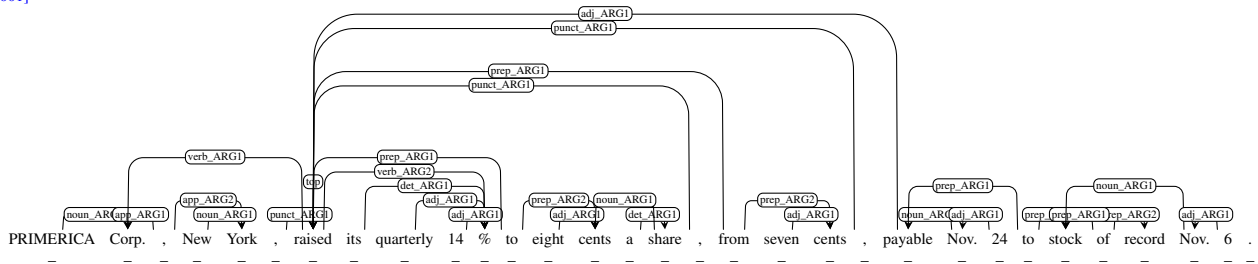 adj_ARG1
punct_ARG1
prep_ARG1
punct_ARG1
verb_ARG1 prep_ARG1
verb_ARG2
top det_ARG1 prep_ARG1 noun_ARG1
app_ARG2 adj_ARG1 prep_ARG2 noun_ARG1 prep_ARG2
app_ARG1 noun_ARG1 punct_ARG1 adj_ARG1 adj_ARG1 det_ARG1 adj_ARG1 adj_ARG1 prep_ARG1 adj_ARG1
PRIMERICA Corp. , New York , raised its quarterly 14 % to eight cents a share , from seven cents , payable Nov. 24 to stock of record Nov. 6 .